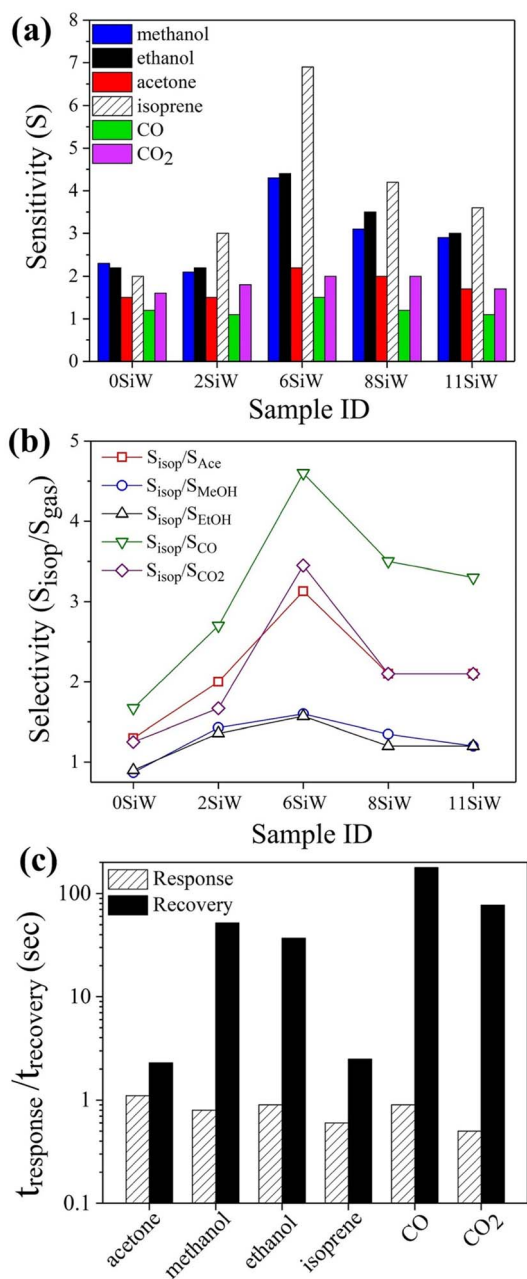 (a)
methanol
ethanol
acetone
isoprene
CO
CO2
Sensitivity (S)
8
7
6
5
4
3
2
1
0
0SiW 2SiW 6SiW 8SiW 11SiW
Sample ID
(b)
Sisop/SAce
Sisop/SMeOH
Sisop/SEtOH
Sisop/SCO
Sisop/SCO2
Selectivity (Sisop/Sgas)
5
4
3
2
1
0SiW 2SiW 6SiW 8SiW 11SiW
Sample ID
(c)
Response
Recovery
tresponse/trecovery (sec)
100
10
1
0.1
acetone methanol ethanol isoprene CO CO2